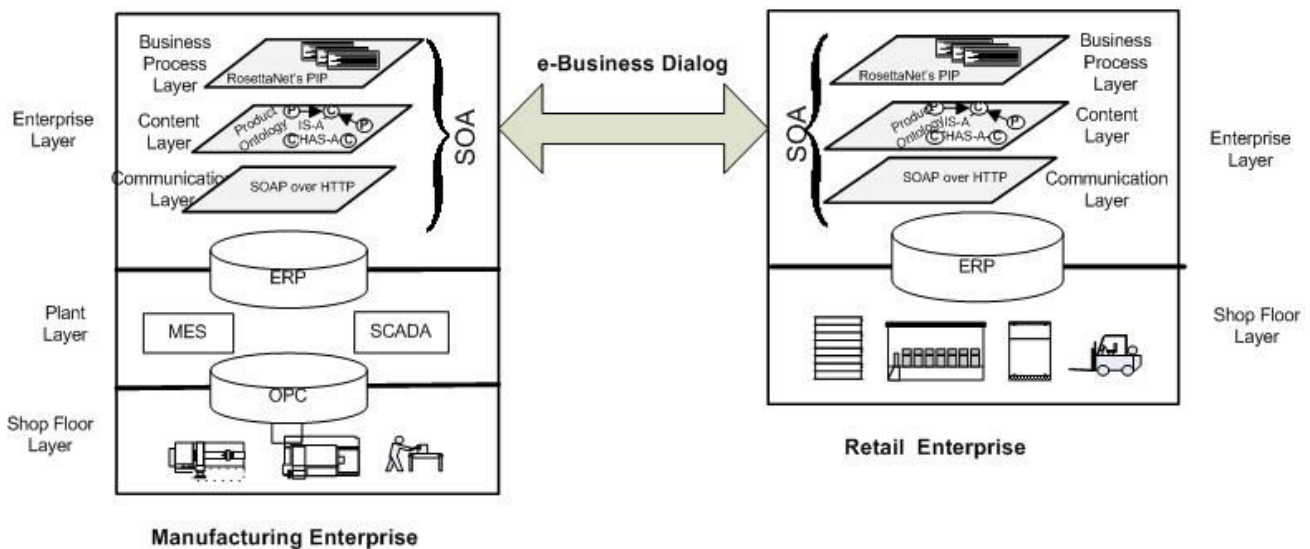 Business
Process
Layer
RosettaNet's PIP
Enterprise
Layer
Content
Layer
Product
Ontology
P
C
P
IS-A
C
HAS-A
Communication
Layer
SOAP over HTTP
SOA
ERP
Plant
Layer
MES
SCADA
OPC
Shop Floor
Layer
Manufacturing Enterprise
e-Business Dialog
SOA
RosettaNet's PIP
Business
Process
Layer
Product
Ontology
P
C
P
IS-A
C
HAS-A
C
Content
Layer
Enterprise
Layer
SOAP over HTTP
Communication
Layer
ERP
Shop Floor
Layer
Retail Enterprise